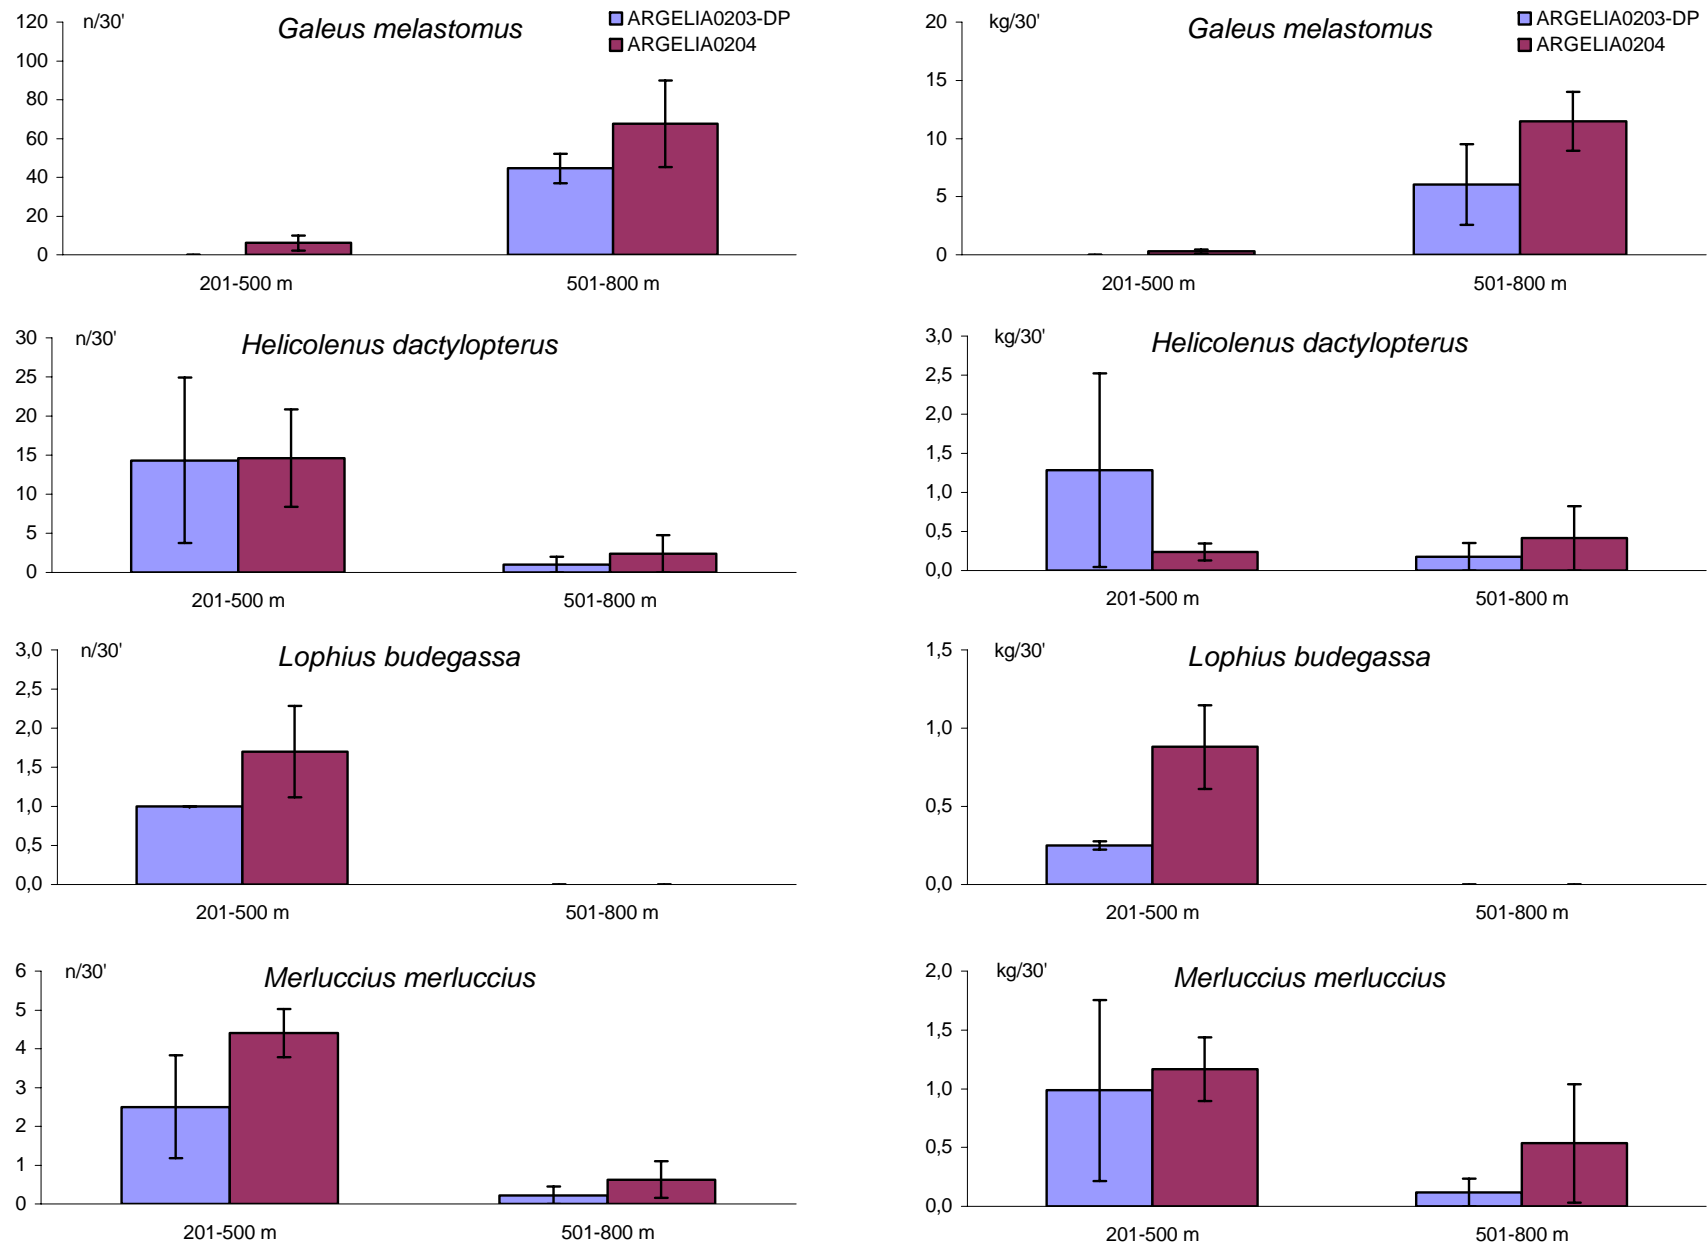 n/30'
Galeus melastomus
ARGELIA0203-DP
ARGELIA0204
120
100
80
60
40
20
0
201-500 m
501-800 m
kg/30'
Galeus melastomus
ARGELIA0203-DP
ARGELIA0204
20
15
10
5
0
201-500 m
501-800 m
n/30'
Helicolenus dactylopterus
30
25
20
15
10
5
0
201-500 m
501-800 m
kg/30'
Helicolenus dactylopterus
3,0
2,5
2,0
1,5
1,0
0,5
0,0
201-500 m
501-800 m
n/30'
Lophius budegassa
3,0
2,5
2,0
1,5
1,0
0,5
0,0
201-500 m
501-800 m
kg/30'
Lophius budegassa
1,5
1,0
0,5
0,0
201-500 m
501-800 m
n/30'
Merluccius merluccius
6
5
4
3
2
1
0
201-500 m
501-800 m
kg/30'
Merluccius merluccius
2,0
1,5
1,0
0,5
0,0
201-500 m
501-800 m